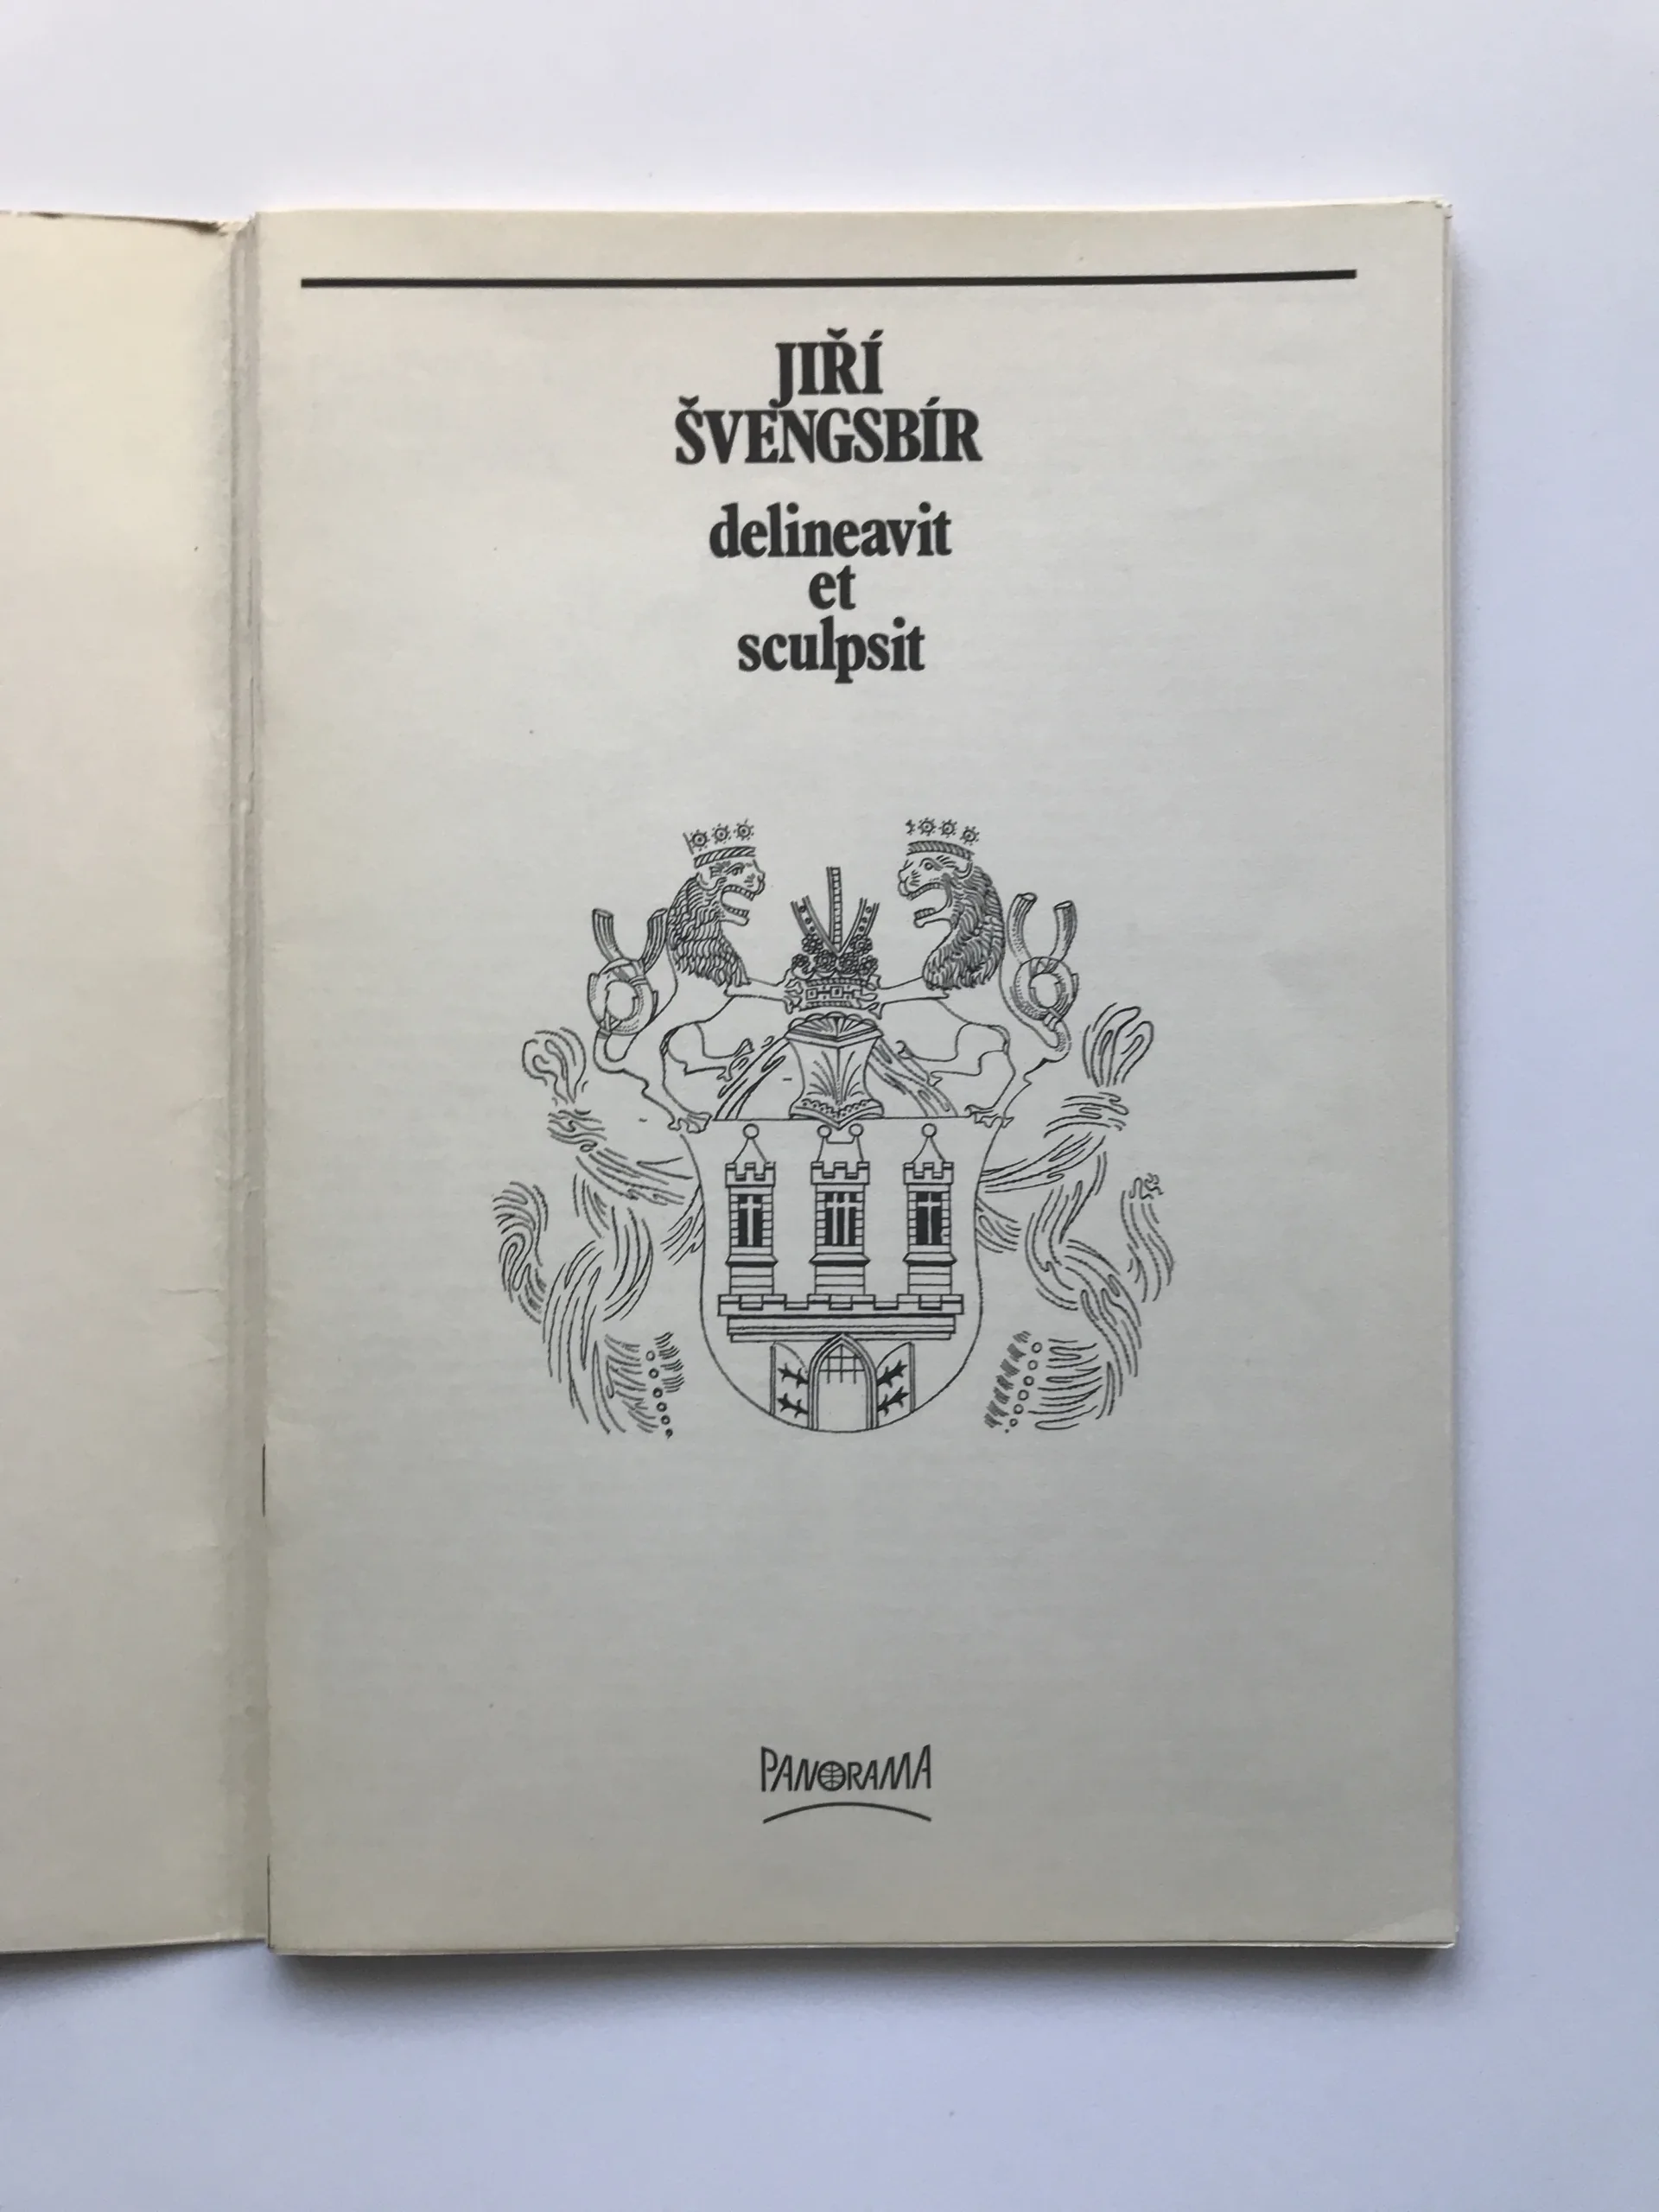 JIŘÍ
ŠVENGSBÍR
delineavit
et
sculpsit
PANORAMA